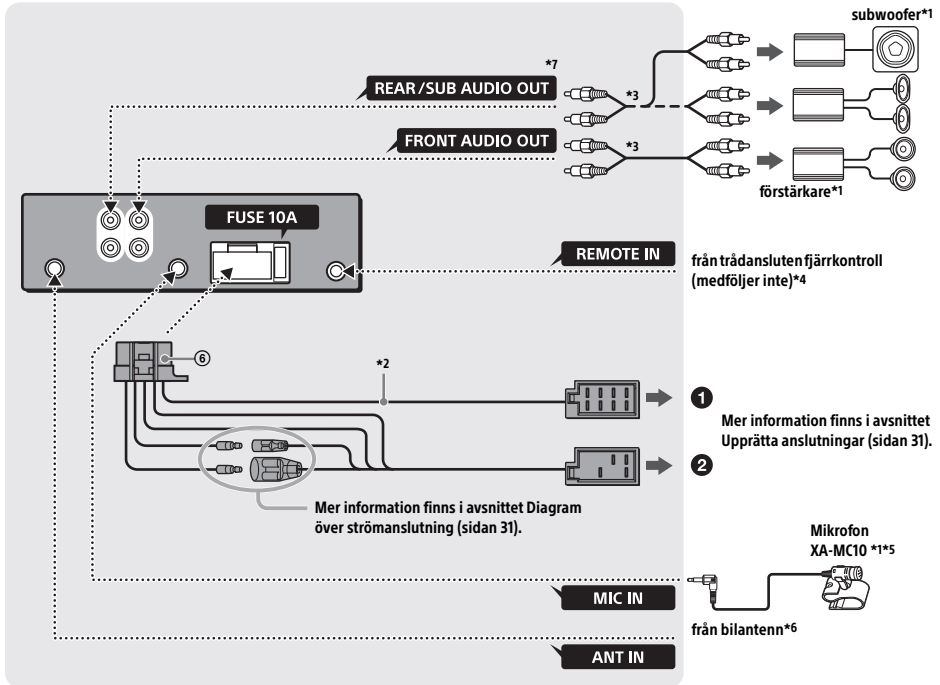 subwoofer*1
*7
REAR/SUB AUDIO OUT
*3
FRONT AUDIO OUT
*3
förstärkare*1
FUSE 10A
REMOTE IN
från trådansluten fjärrkontroll
(medföljer inte)*4
⑥
*2
❶
Mer information finns i avsnittet
Upprätta anslutningar (sidan 31).
❷
Mer information finns i avsnittet Diagram
över strömanslutning (sidan 31).
Mikrofon
XA-MC10 *1*5
MIC IN
från bilantenn*6
ANT IN